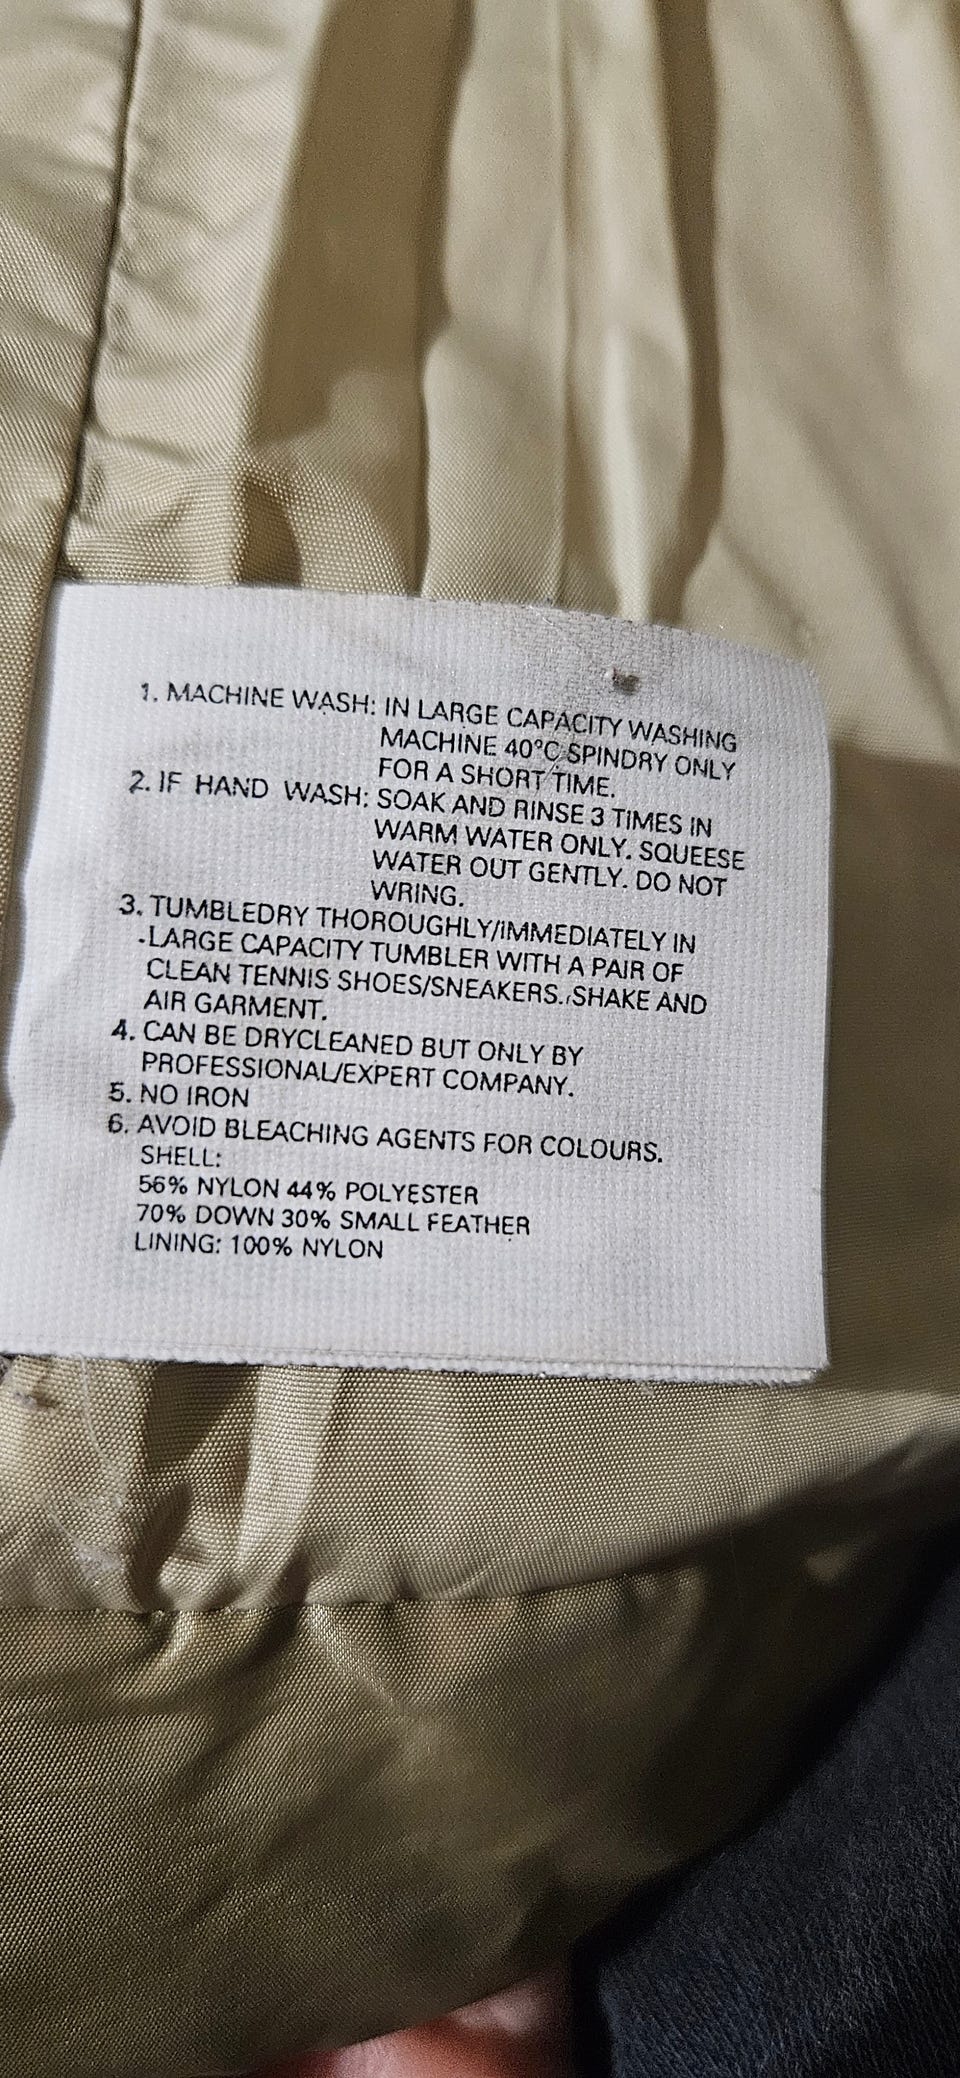 1. MACHINE WASH: IN LARGE CAPACITY WASHING
MACHINE 40°C SPINDRY ONLY
FOR A SHORT TIME.
2. IF HAND WASH: SOAK AND RINSE 3 TIMES IN
WARM WATER ONLY. SQUEESE
WATER OUT GENTLY. DO NOT
WRING.
3. TUMBLEDRY THOROUGHLY/IMMEDIATELY IN
LARGE CAPACITY TUMBLER WITH A PAIR OF
CLEAN TENNIS SHOES/SNEAKERS. SHAKE AND
AIR GARMENT.
4. CAN BE DRYCLEANED BUT ONLY BY
PROFESSIONAL/EXPERT COMPANY.
5. NO IRON
6. AVOID BLEACHING AGENTS FOR COLOURS.
SHELL:
56% NYLON 44% POLYESTER
70% DOWN 30% SMALL FEATHER
LINING: 100% NYLON